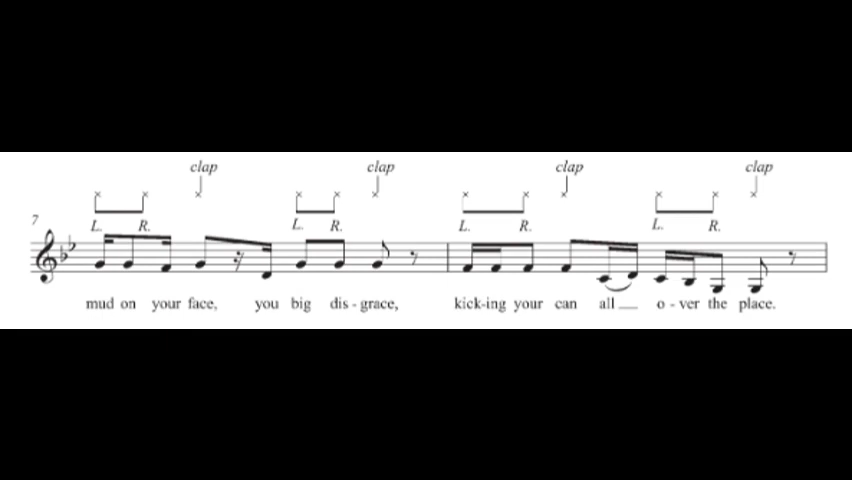 clap clap clap clap
7
L. R. L. R. L. R. L. R.
mud on your face, you big dis - grace, kick-ing your can all __ o - ver the place.